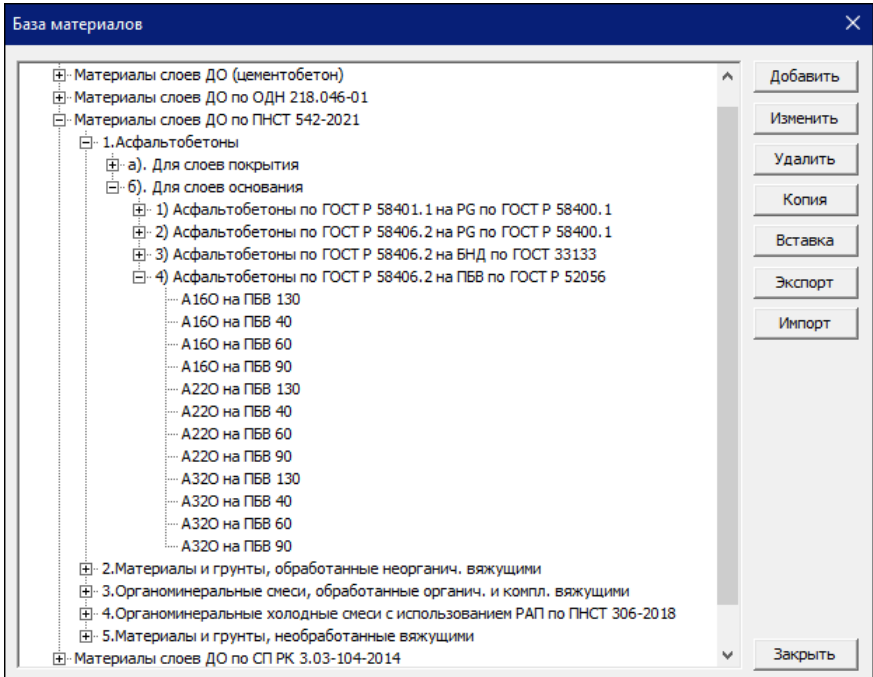 База материалов
Материалы слоев ДО (цементобетон)
Материалы слоев ДО по ОДН 218.046-01
Материалы слоев ДО по ПНСТ 542-2021
1.Асфальтобетоны
а). Для слоев покрытия
б). Для слоев основания
1) Асфальтобетоны по ГОСТ Р 58401.1 на PG по ГОСТ Р 58400.1
2) Асфальтобетоны по ГОСТ Р 58406.2 на PG по ГОСТ Р 58400.1
3) Асфальтобетоны по ГОСТ Р 58406.2 на БНД по ГОСТ 33133
4) Асфальтобетоны по ГОСТ Р 58406.2 на ПБВ по ГОСТ Р 52056
А16О на ПБВ 130
А16О на ПБВ 40
А16О на ПБВ 60
А16О на ПБВ 90
А22О на ПБВ 130
А22О на ПБВ 40
А22О на ПБВ 60
А22О на ПБВ 90
А32О на ПБВ 130
А32О на ПБВ 40
А32О на ПБВ 60
А32О на ПБВ 90
2.Материалы и грунты, обработанные неорганич. вяжущими
3.Органоминеральные смеси, обработанные органич. и компл. вяжущими
4.Органоминеральные холодные смеси с использованием РАП по ПНСТ 306-2018
5.Материалы и грунты, необработанные вяжущими
Материалы слоев ДО по СП РК 3.03-104-2014
Добавить
Изменить
Удалить
Копия
Вставка
Экспорт
Импорт
Закрыть